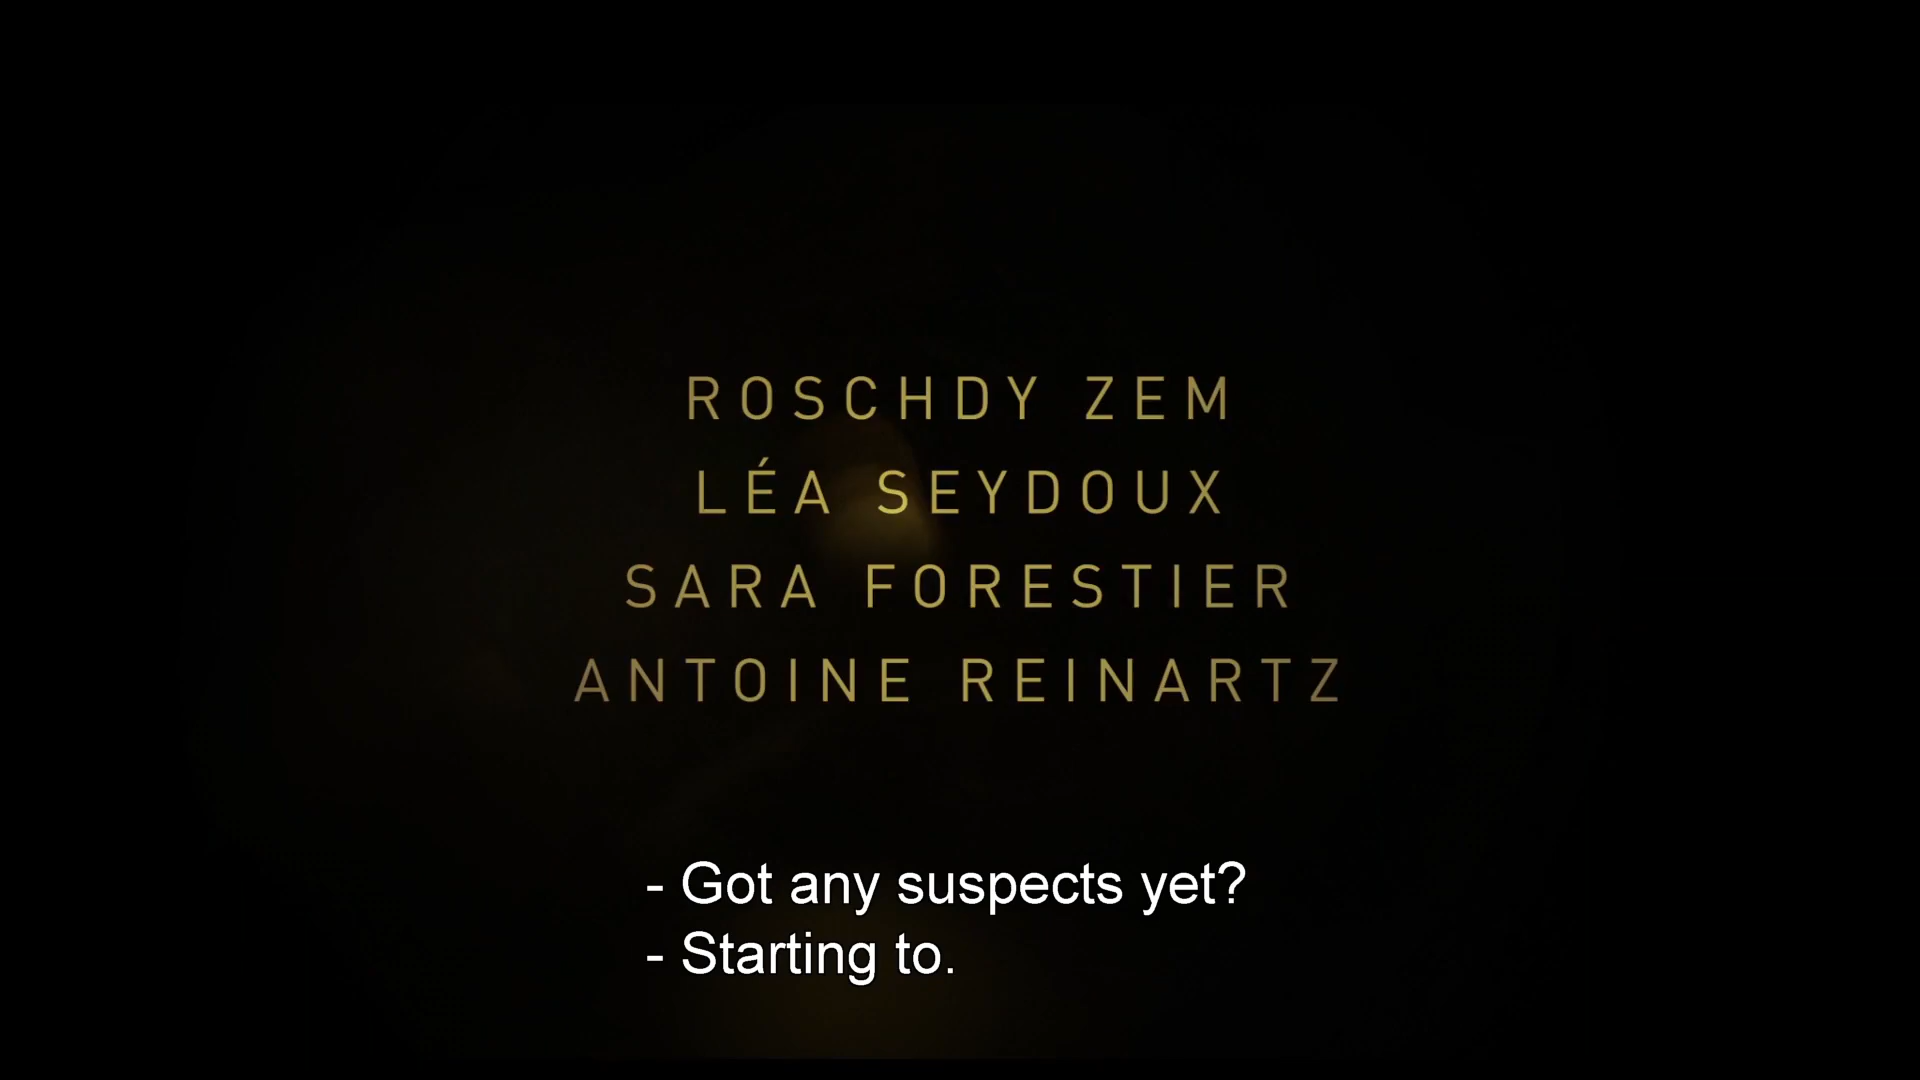 ROSCHDY ZEM
LÉA SEYDOUX
SARA FORESTIER
ANTOINE REINARTZ
- Got any suspects yet?
- Starting to.